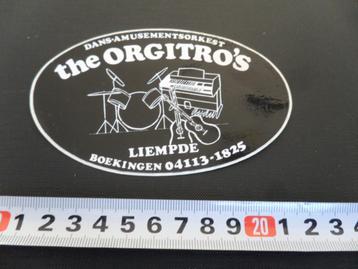 DANS-AMUSEMENTSORKEST
the ORGITRO'S
LIEMPDE
BOEKINGEN 04113-1825
1 2 3 4 5 6 7 8 9 20 1 2 3 4